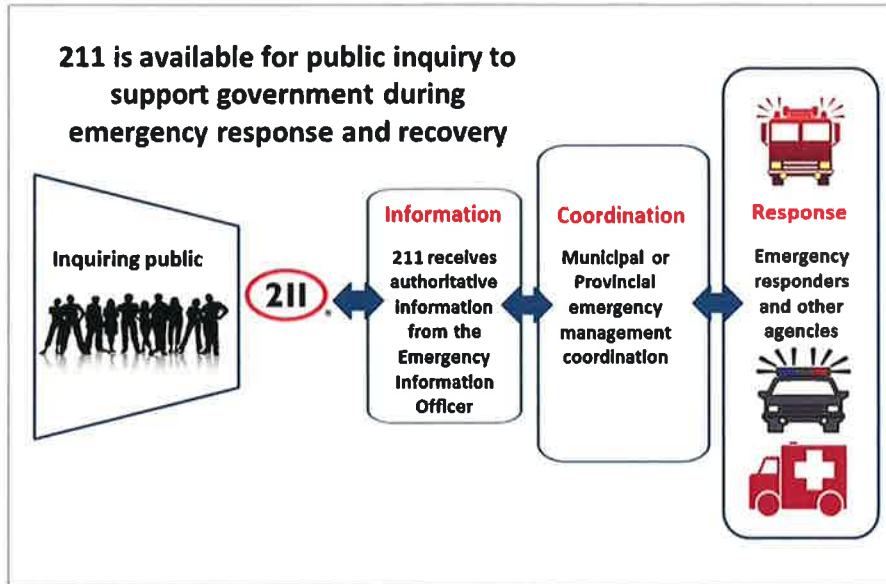 211 is available for public inquiry to
support government during
emergency response and recovery
Inquiring public
211
Information
211 receives
authoritative
information
from the
Emergency
Information
Officer
Coordination
Municipal or
Provincial
emergency
management
coordination
Response
Emergency
responders
and other
agencies